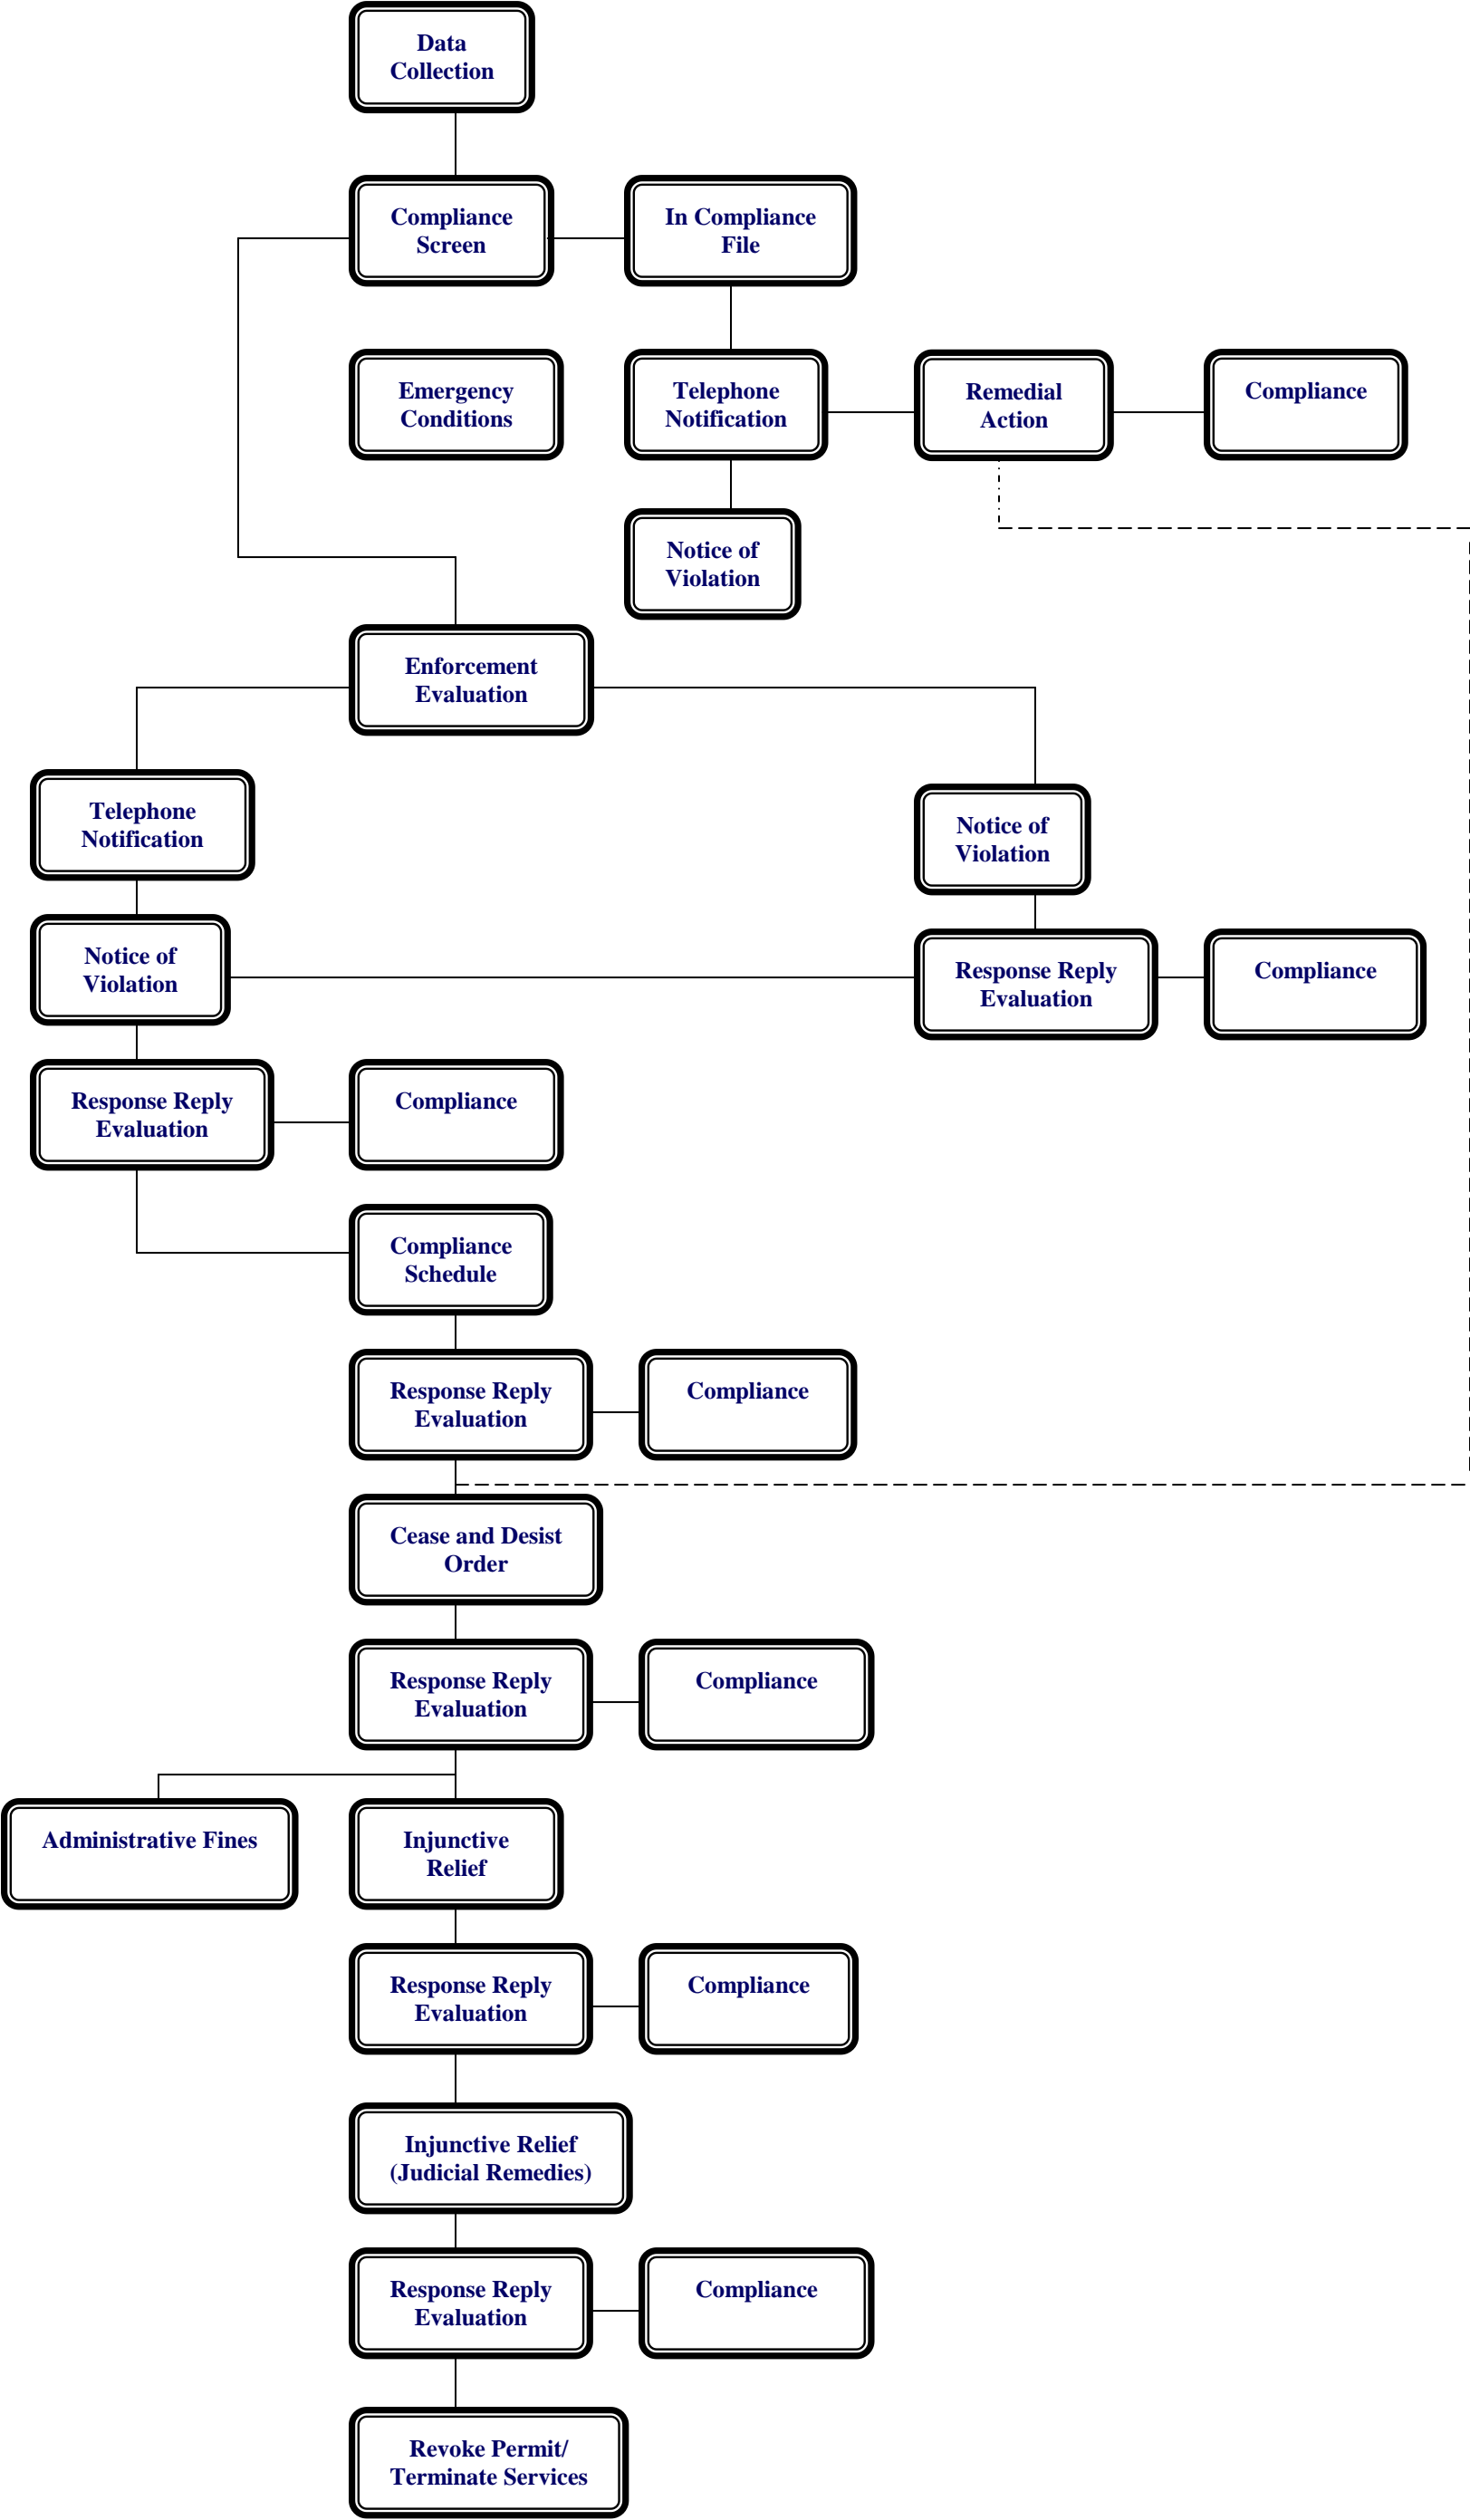 Data
Collection
Compliance
Screen
In Compliance
File
Emergency
Conditions
Telephone
Notification
Remedial
Action
Compliance
Notice of
Violation
Enforcement
Evaluation
Telephone
Notification
Notice of
Violation
Notice of
Violation
Response Reply
Evaluation
Compliance
Response Reply
Evaluation
Compliance
Compliance
Schedule
Response Reply
Evaluation
Compliance
Cease and Desist
Order
Response Reply
Evaluation
Compliance
Administrative Fines
Injunctive
Relief
Response Reply
Evaluation
Compliance
Injunctive Relief
(Judicial Remedies)
Response Reply
Evaluation
Compliance
Revoke Permit/
Terminate Services